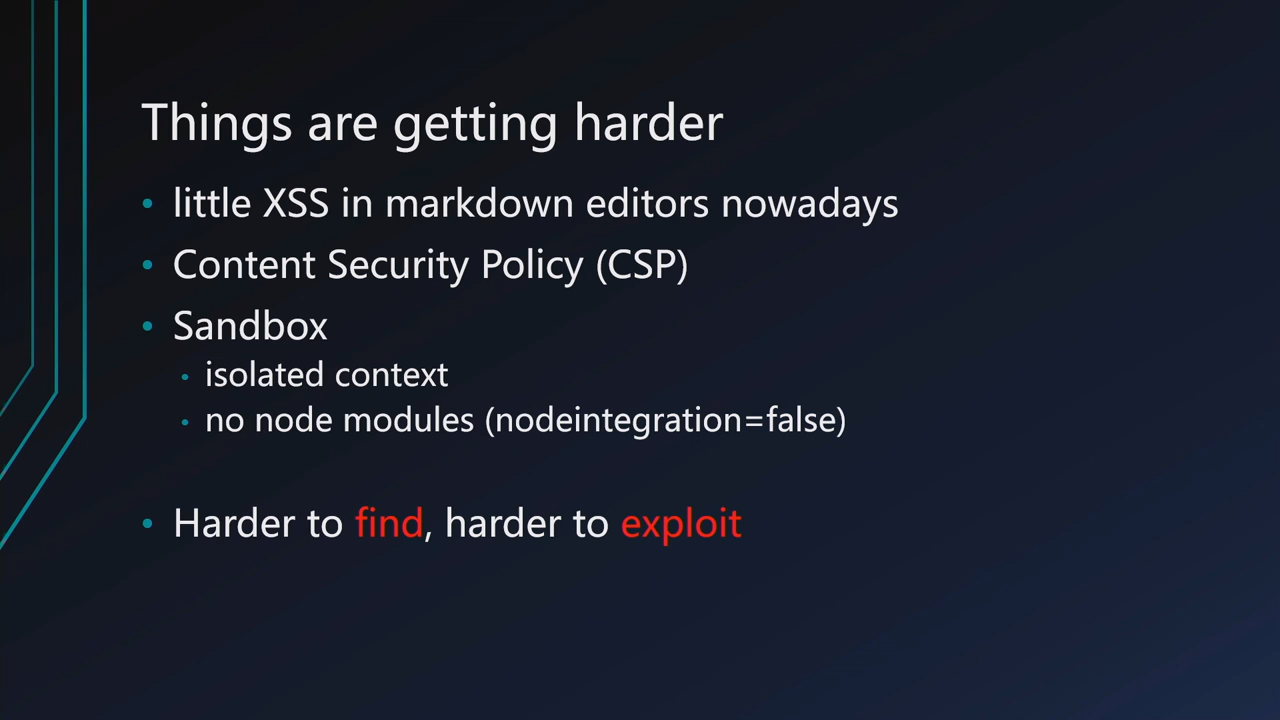 Things are getting harder
• little XSS in markdown editors nowadays
• Content Security Policy (CSP)
• Sandbox
• isolated context
• no node modules (nodeintegration=false)
• Harder to find, harder to exploit